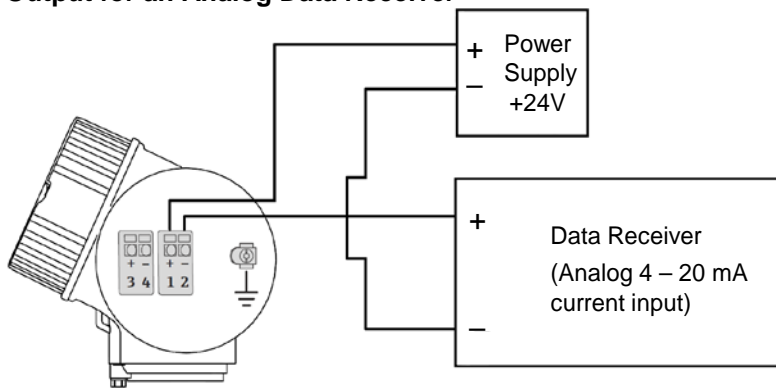 Output for an Analog Data Receiver
+ Power
– Supply
+24V
+ – + –
3 4 1 2
+
Data Receiver
(Analog 4 – 20 mA
current input)
–